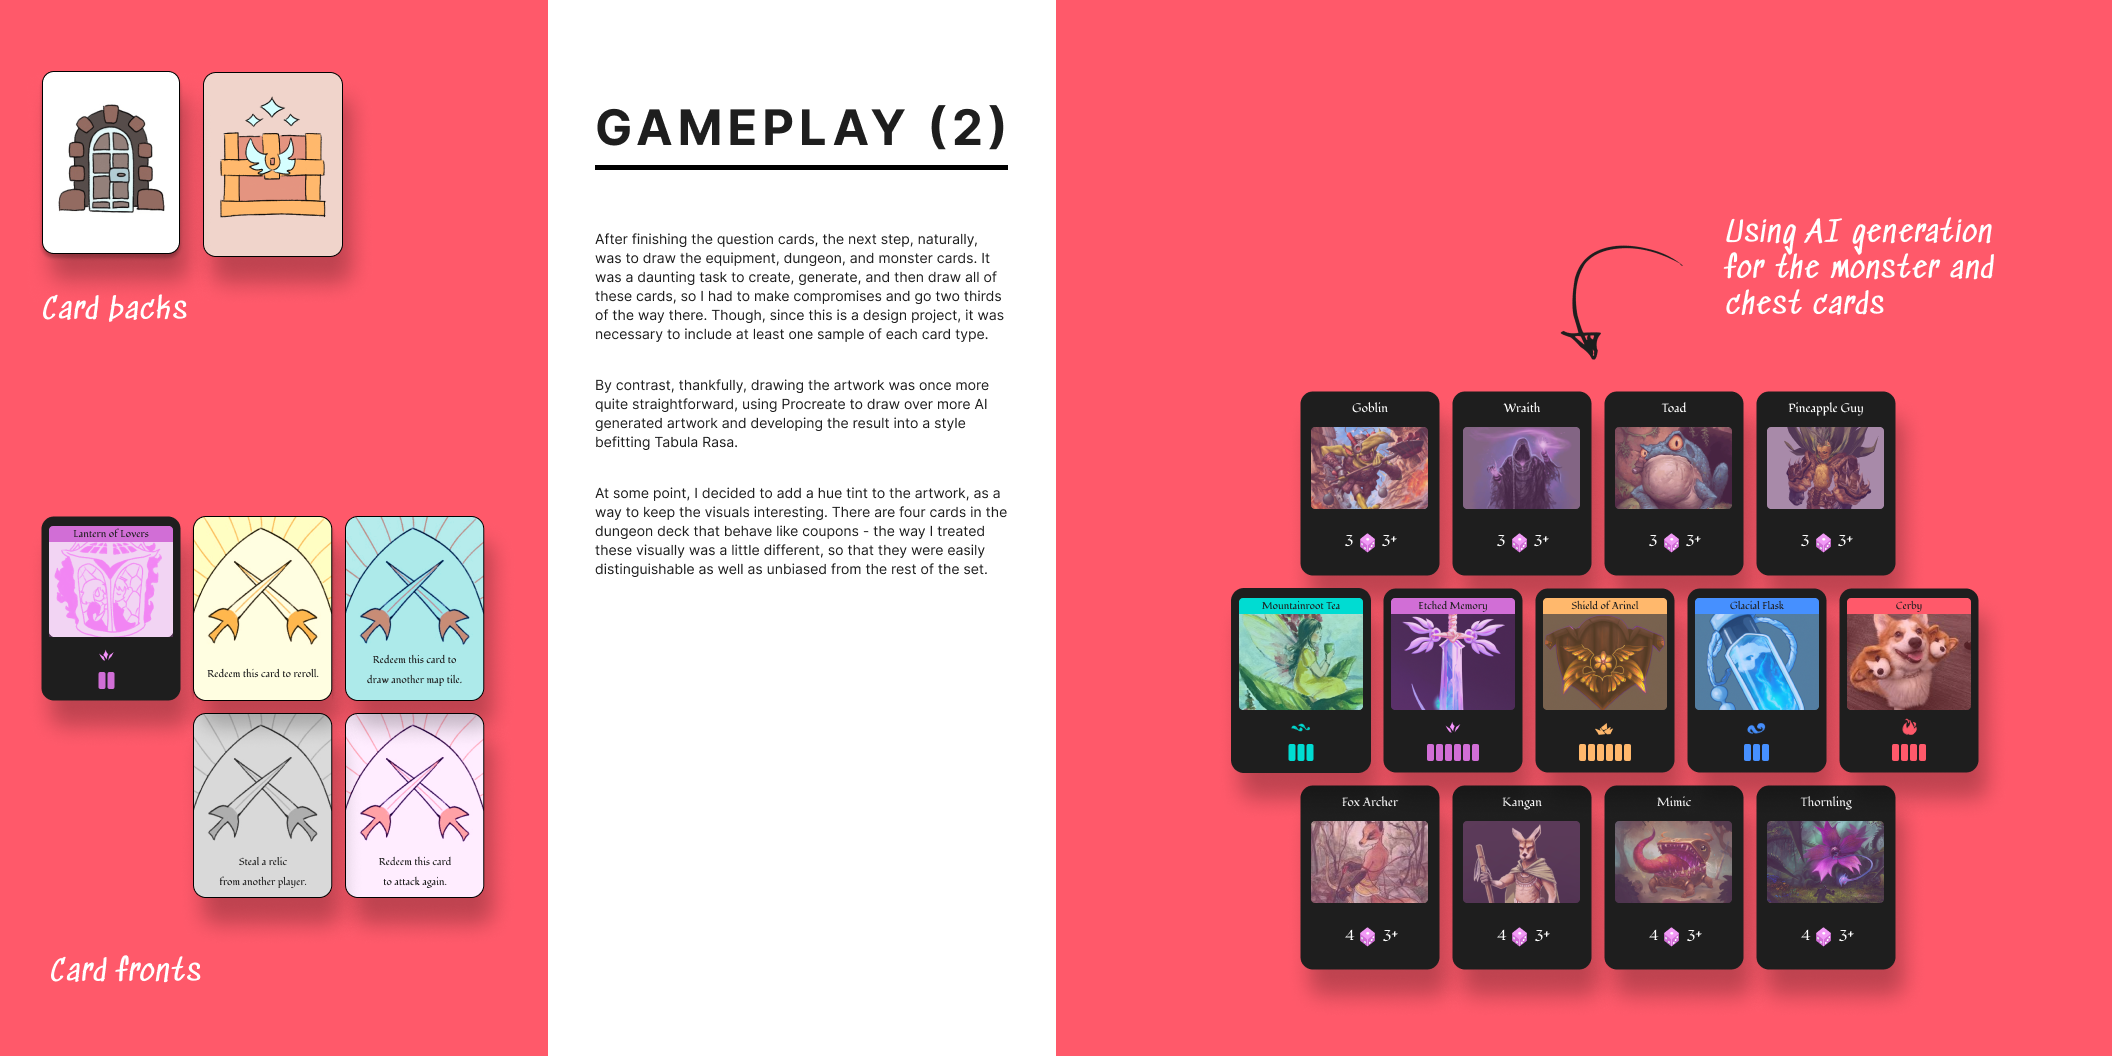 Card backs
Lantern of Lovers
Redeem this card to reroll.
Redeem this card to
draw another map tile.
Steal a relic
from another player.
Redeem this card
to attack again.
Card fronts
GAMEPLAY (2)
After finishing the question cards, the next step, naturally,
was to draw the equipment, dungeon, and monster cards. It
was a daunting task to create, generate, and then draw all of
these cards, so I had to make compromises and go two thirds
of the way there. Though, since this is a design project, it was
necessary to include at least one sample of each card type.
By contrast, thankfully, drawing the artwork was once more
quite straightforward, using Procreate to draw over more AI
generated artwork and developing the result into a style
befitting Tabula Rasa.
At some point, I decided to add a hue tint to the artwork, as a
way to keep the visuals interesting. There are four cards in the
dungeon deck that behave like coupons - the way I treated
these visually was a little different, so that they were easily
distinguishable as well as unbiased from the rest of the set.
Using AI generation
for the monster and
chest cards
Goblin
3 3+
Wraith
3 3+
Toad
3 3+
Pineapple Guy
3 3+
Mountainroot Tea
Etched Memory
Shield of Arinel
Glacial Flask
Cerby
Fox Archer
4 3+
Kangan
4 3+
Mimic
4 3+
Thornling
4 3+